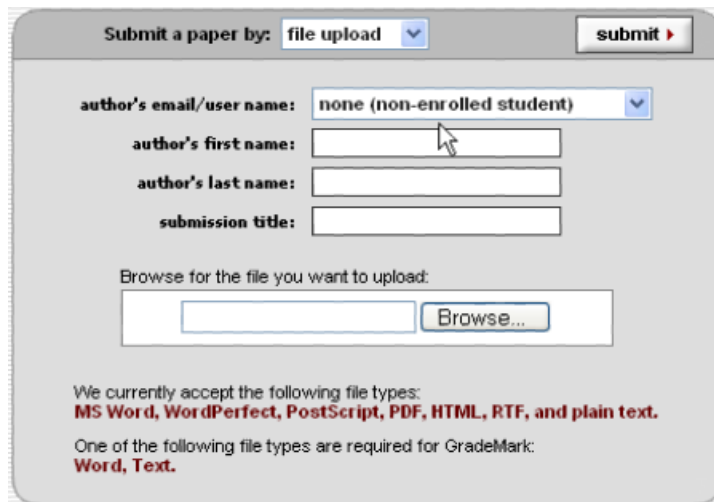 Submit a paper by: file upload submit
author's email/user name: none (non-enrolled student)
author's first name:
author's last name:
submission title:
Browse for the file you want to upload:
Browse...
We currently accept the following file types:
MS Word, WordPerfect, PostScript, PDF, HTML, RTF, and plain text.
One of the following file types are required for GradeMark:
Word, Text.